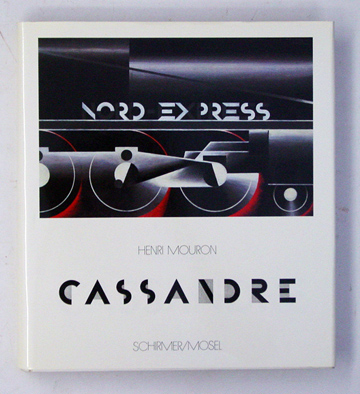 NORD EXPRESS
HENRI MOURON
CASSANDRE
SCHIRMER/MOSEL